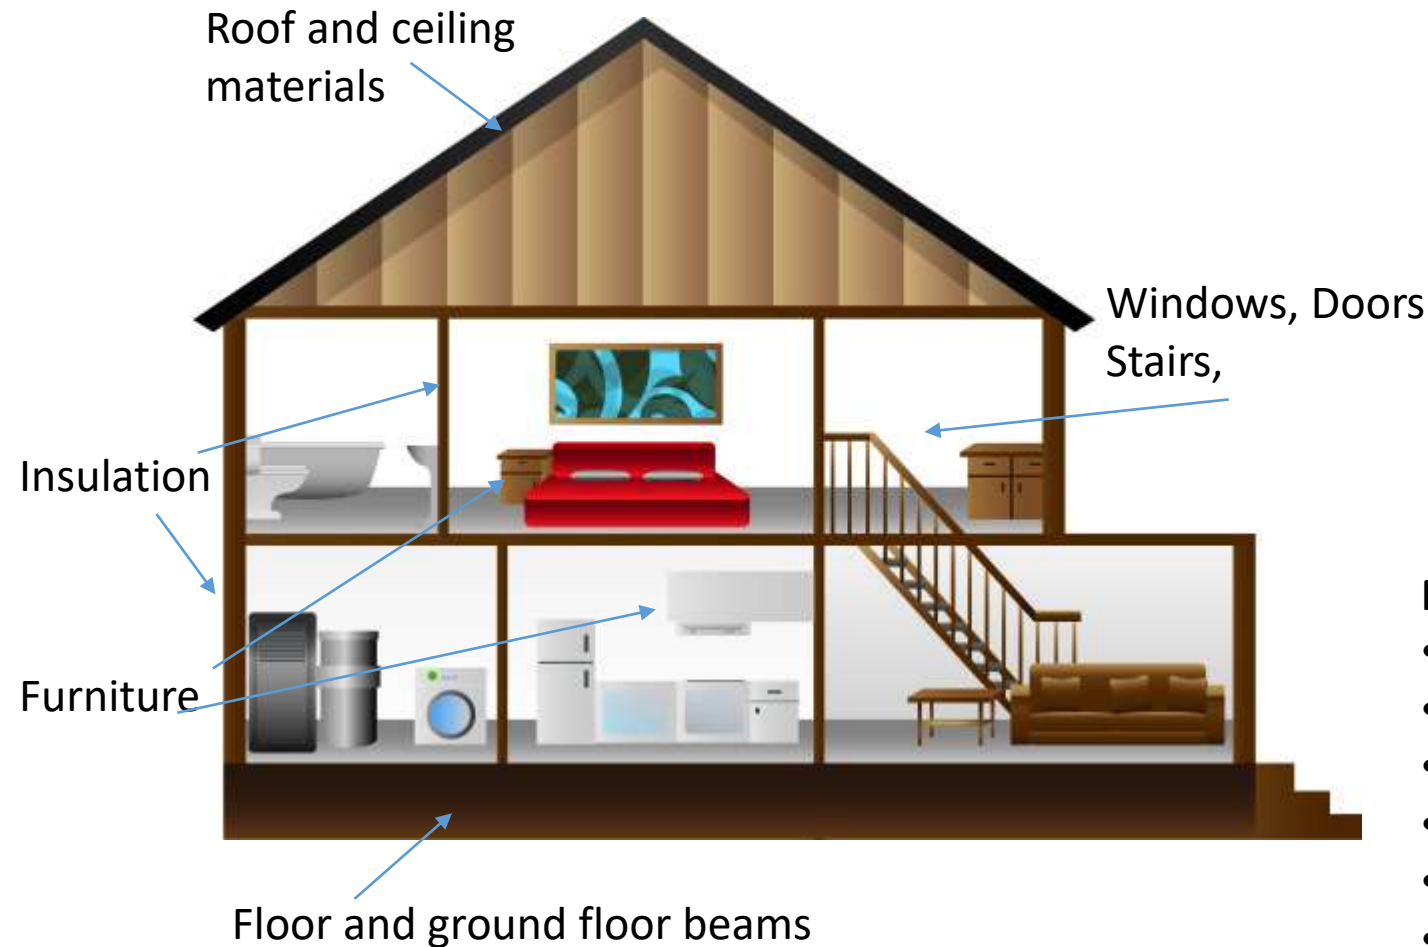 Roof and ceiling
materials
Windows, Doors
Stairs,
Insulation
Furniture
Floor and ground floor beams